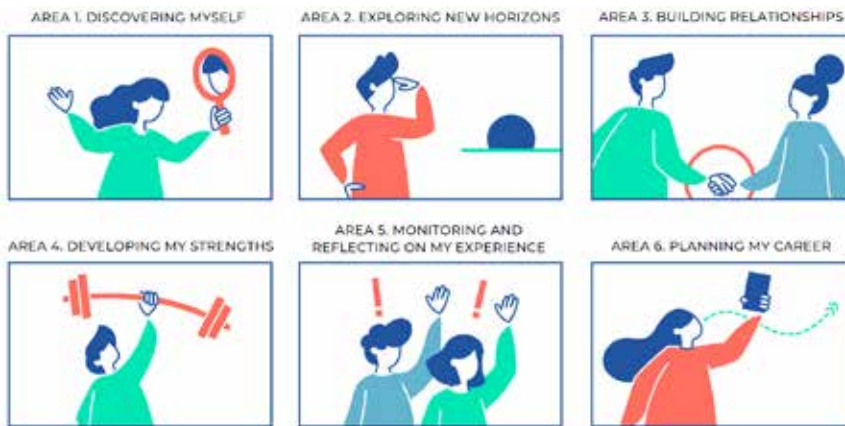 AREA 1. DISCOVERING MYSELF
AREA 2. EXPLORING NEW HORIZONS
AREA 3. BUILDING RELATIONSHIPS
AREA 4. DEVELOPING MY STRENGTHS
AREA 5. MONITORING AND
REFLECTING ON MY EXPERIENCE
AREA 6. PLANNING MY CAREER